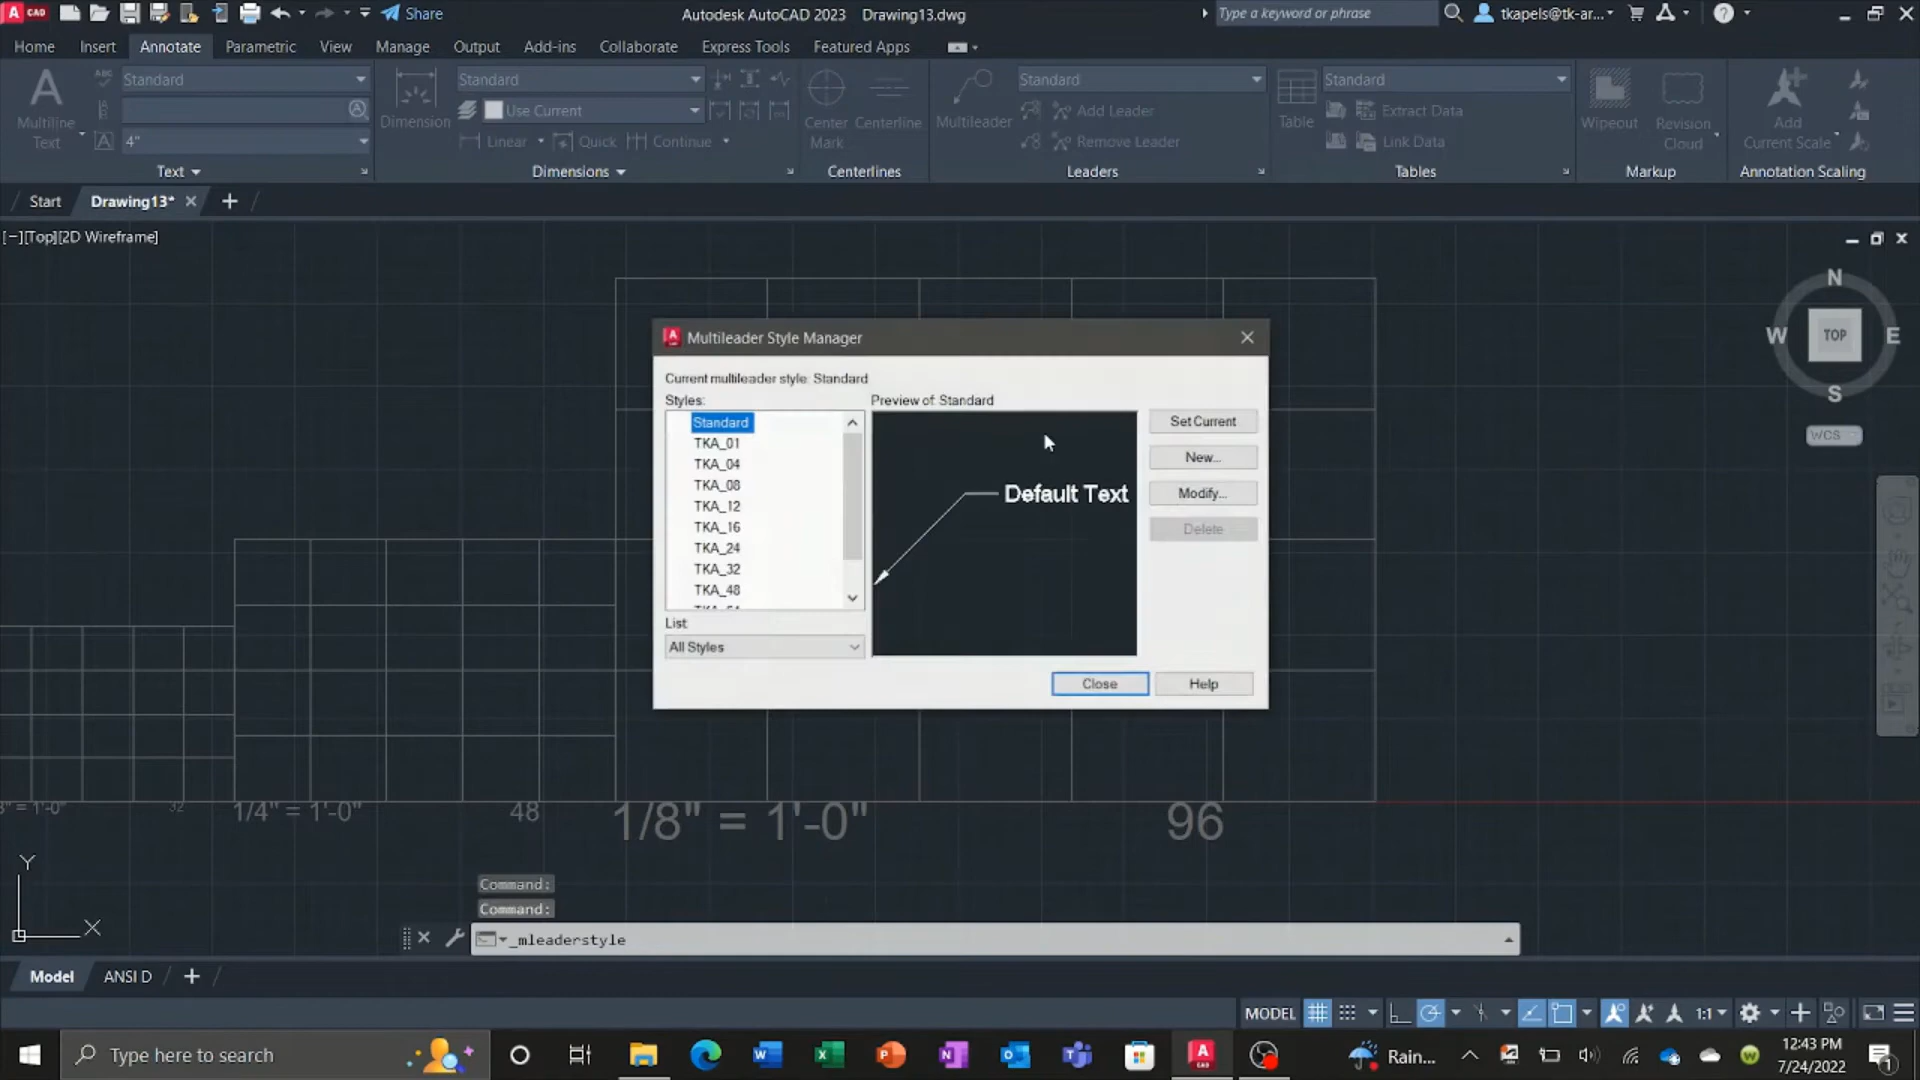 CAD
Share
Autodesk AutoCAD 2023 Drawing13.dwg
Type a keyword or phrase
tkapels@tk-ar...
Home Insert Annotate Parametric View Manage Output Add-ins Collaborate Express Tools Featured Apps
Standard
Multiline Text
4"
Text
Dimension
Standard
Use Current
Linear Quick Continue
Dimensions
Center Mark
Centerline
Centerlines
Multileader
Standard
Add Leader
Remove Leader
Leaders
Table
Standard
Extract Data
Link Data
Tables
Wipeout
Revision Cloud
Markup
Add Current Scale
Annotation Scaling
Start Drawing13*
[−][Top][2D Wireframe]
N
W TOP E
S
WCS
Multileader Style Manager
Current multileader style: Standard
Styles:
Standard
TKA_01
TKA_04
TKA_08
TKA_12
TKA_16
TKA_24
TKA_32
TKA_48
List:
All Styles
Preview of: Standard
Default Text
Set Current
New...
Modify...
Delete
Close
Help
" = 1'-0" 32 1/4" = 1'-0" 48 1/8" = 1'-0" 96
Y
X
Command:
Command:
_mleaderstyle
Model ANSI D
MODEL 1:1
Type here to search
Rain...
12:43 PM
7/24/2022
1